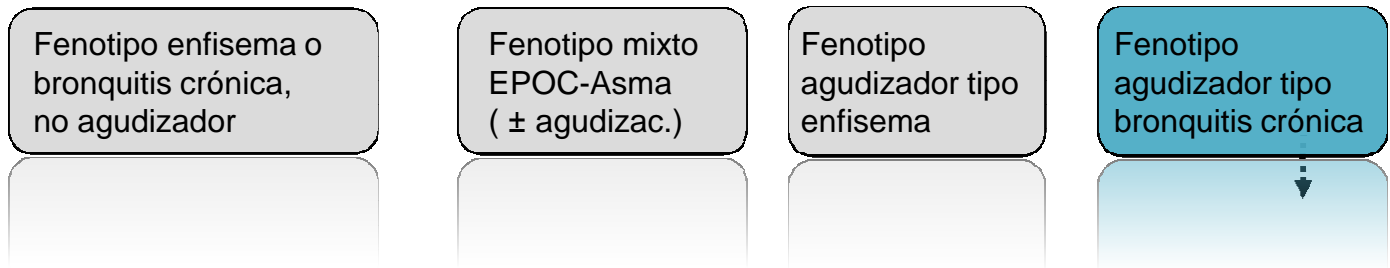 Fenotipo enfisema o
bronquitis crónica,
no agudizador
Fenotipo mixto
EPOC-Asma
( ± agudizac.)
Fenotipo
agudizador tipo
enfisema
Fenotipo
agudizador tipo
bronquitis crónica